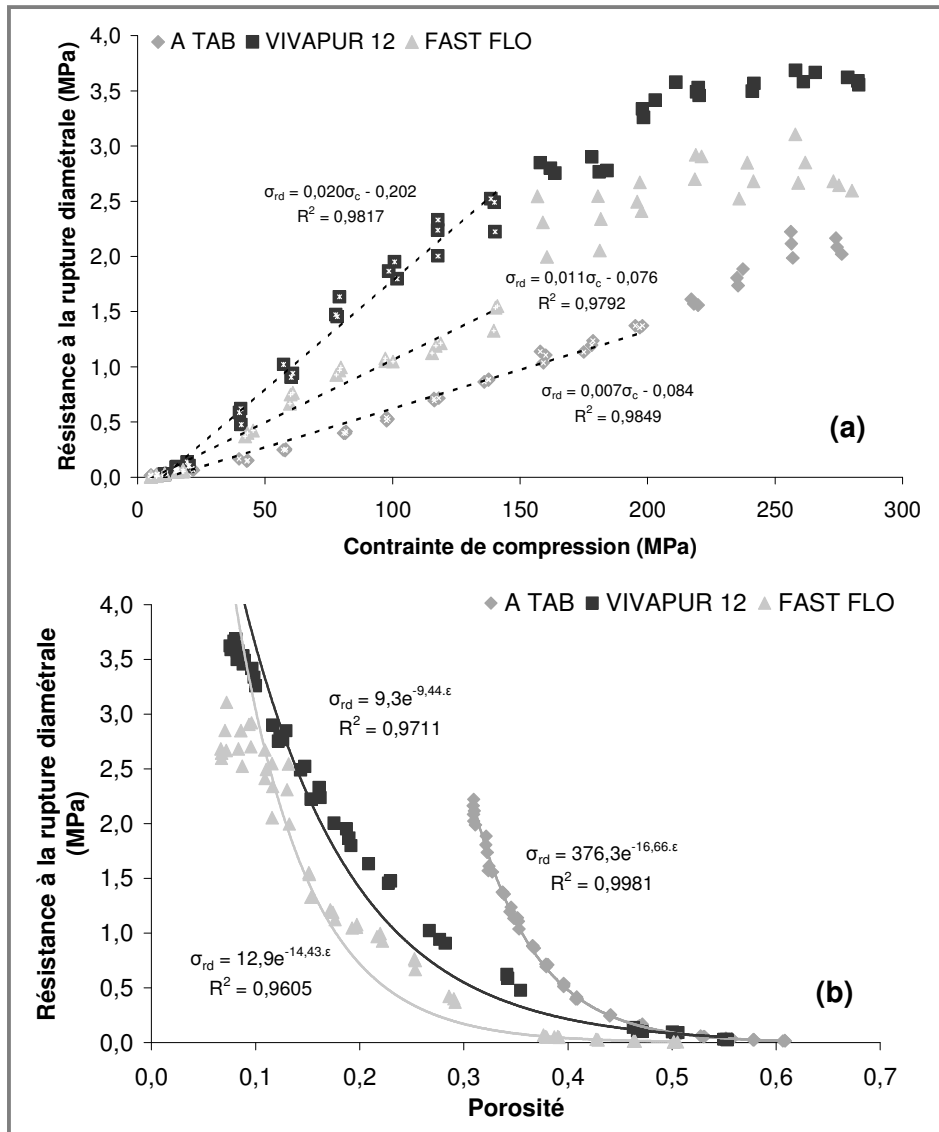 A TAB VIVAPUR 12 FAST FLO
4,0
3,5
3,0
2,5
2,0
1,5
1,0
0,5
0,0
Résistance à la rupture diamétrale (MPa)
σrd = 0,020σc - 0,202
R² = 0,9817
σrd = 0,011σc - 0,076
R² = 0,9792
σrd = 0,007σc - 0,084
R² = 0,9849
(a)
0 50 100 150 200 250 300
Contrainte de compression (MPa)
A TAB VIVAPUR 12 FAST FLO
4,0
3,5
3,0
2,5
2,0
1,5
1,0
0,5
0,0
Résistance à la rupture diamétrale
(MPa)
σrd = 9,3e^-9,44.ε
R² = 0,9711
σrd = 376,3e^-16,66.ε
R² = 0,9981
σrd = 12,9e^-14,43.ε
R² = 0,9605
(b)
0,0 0,1 0,2 0,3 0,4 0,5 0,6 0,7
Porosité